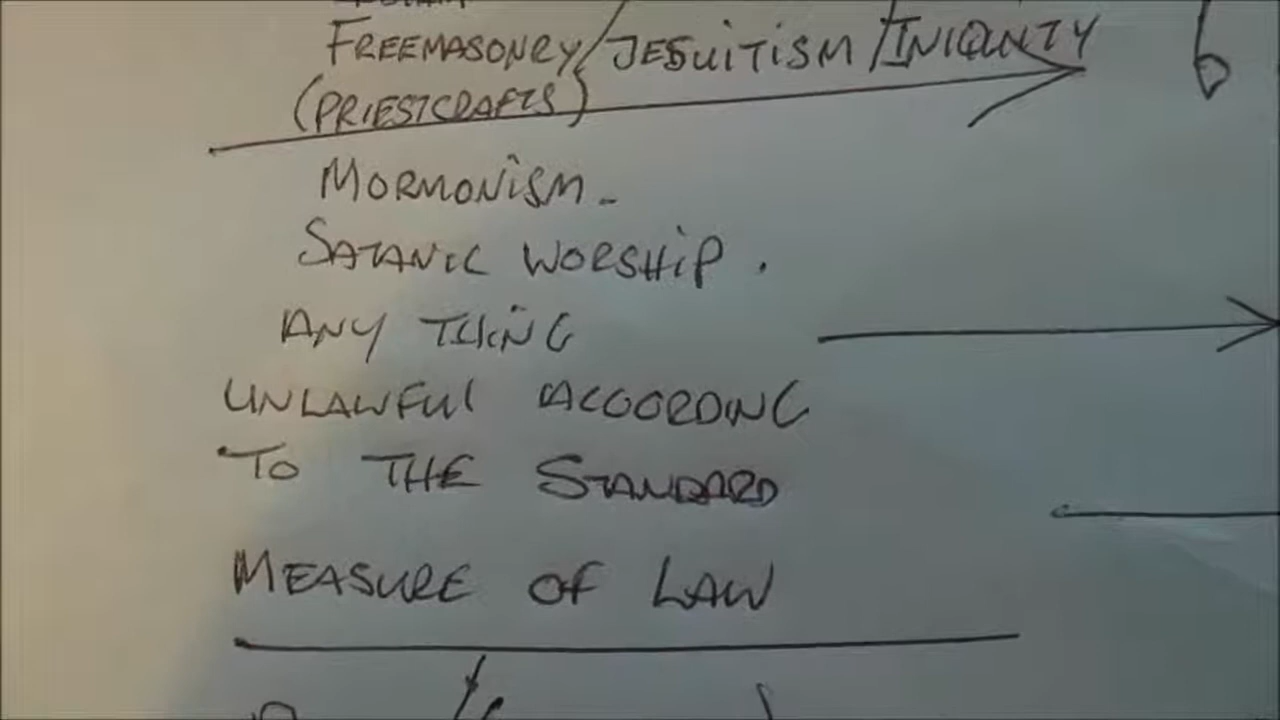 FREEMASONRY/JESUITISM/INIQUITY
(PRIESTCRAFTS)
MORMONISM.
SATANIC WORSHIP.
ANY THING
UNLAWFUL ACCORDING
TO THE STANDARD
MEASURE OF LAW